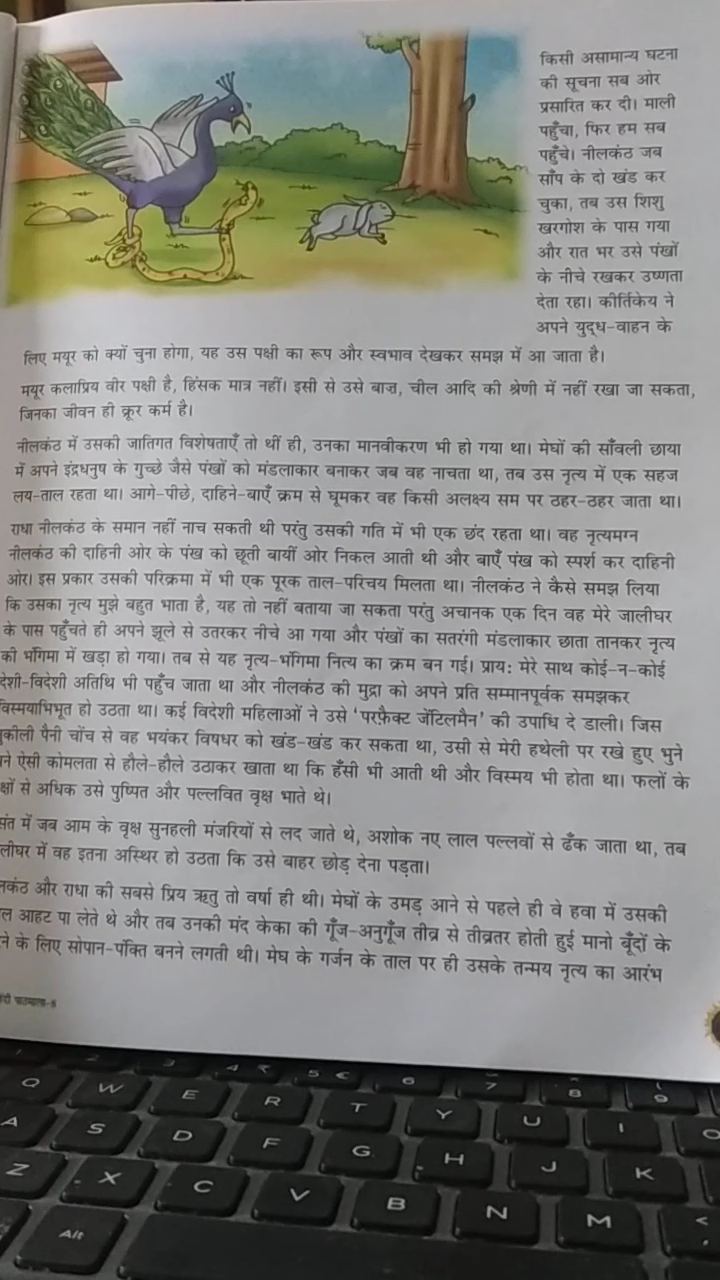 किसी असामान्य घटना
की सूचना सब ओर
प्रसारित कर दी। माली
पहुँचा, फिर हम सब
पहुँचे। नीलकंठ जब
साँप के दो खंड कर
चुका, तब उस शिशु
खरगोश के पास गया
और रात भर उसे पंखों
के नीचे रखकर उष्णता
देता रहा। कीर्तिकेय ने
अपने युद्ध-वाहन के
लिए मयूर को क्यों चुना होगा, यह उस पक्षी का रूप और स्वभाव देखकर समझ में आ जाता है।
मयूर कलाप्रिय वीर पक्षी है, हिंसक मात्र नहीं। इसी से उसे बाज़, चील आदि की श्रेणी में नहीं रखा जा सकता,
जिनका जीवन ही क्रूर कर्म है।
नीलकंठ में उसकी जातिगत विशेषताएँ तो थीं ही, उनका मानवीकरण भी हो गया था। मेघों की साँवली छाया
में अपने इंद्रधनुष के गुच्छे जैसे पंखों को मंडलाकार बनाकर जब वह नाचता था, तब उस नृत्य में एक सहज
लय-ताल रहता था। आगे-पीछे, दाहिने-बाएँ क्रम से घूमकर वह किसी अलक्ष्य सम पर ठहर-ठहर जाता था।
राधा नीलकंठ के समान नहीं नाच सकती थी परंतु उसकी गति में भी एक छंद रहता था। वह नृत्यमग्न
नीलकंठ की दाहिनी ओर के पंख को छूती बायीं ओर निकल आती थी और बाएँ पंख को स्पर्श कर दाहिनी
ओर। इस प्रकार उसकी परिक्रमा में भी एक पूरक ताल-परिचय मिलता था। नीलकंठ ने कैसे समझ लिया
कि उसका नृत्य मुझे बहुत भाता है, यह तो नहीं बताया जा सकता परंतु अचानक एक दिन वह मेरे जालीघर
के पास पहुँचते ही अपने झूले से उतरकर नीचे आ गया और पंखों का सतरंगी मंडलाकार छाता तानकर नृत्य
की भंगिमा में खड़ा हो गया। तब से यह नृत्य-भंगिमा नित्य का क्रम बन गई। प्राय: मेरे साथ कोई-न-कोई
देशी-विदेशी अतिथि भी पहुँच जाता था और नीलकंठ की मुद्रा को अपने प्रति सम्मानपूर्वक समझकर
विस्मयाभिभूत हो उठता था। कई विदेशी महिलाओं ने उसे ‘परफ़ैक्ट जेंटिलमैन’ की उपाधि दे डाली। जिस
नुकीली पैनी चोंच से वह भयंकर विषधर को खंड-खंड कर सकता था, उसी से मेरी हथेली पर रखे हुए भुने
ने ऐसी कोमलता से हौले-हौले उठाकर खाता था कि हँसी भी आती थी और विस्मय भी होता था। फलों के
क्षों से अधिक उसे पुष्पित और पल्लवित वृक्ष भाते थे।
संत में जब आम के वृक्ष सुनहली मंजरियों से लद जाते थे, अशोक नए लाल पल्लवों से ढँक जाता था, तब
लीघर में वह इतना अस्थिर हो उठता कि उसे बाहर छोड़ देना पड़ता।
लकंठ और राधा की सबसे प्रिय ऋतु तो वर्षा ही थी। मेघों के उमड़ आने से पहले ही वे हवा में उसकी
ल आहट पा लेते थे और तब उनकी मंद केका की गूँज-अनुगूँज तीव्र से तीव्रतर होती हुई मानो बूँदों के
ने के लिए सोपान-पंक्ति बनने लगती थी। मेघ के गर्जन के ताल पर ही उसके तन्मय नृत्य का आरंभ
दी पाठमाला-8
4 ₹ 5 € 6 7 8 9
Q W E R T Y U I O
A S D F G H J K
Z X C V B N M <
Alt